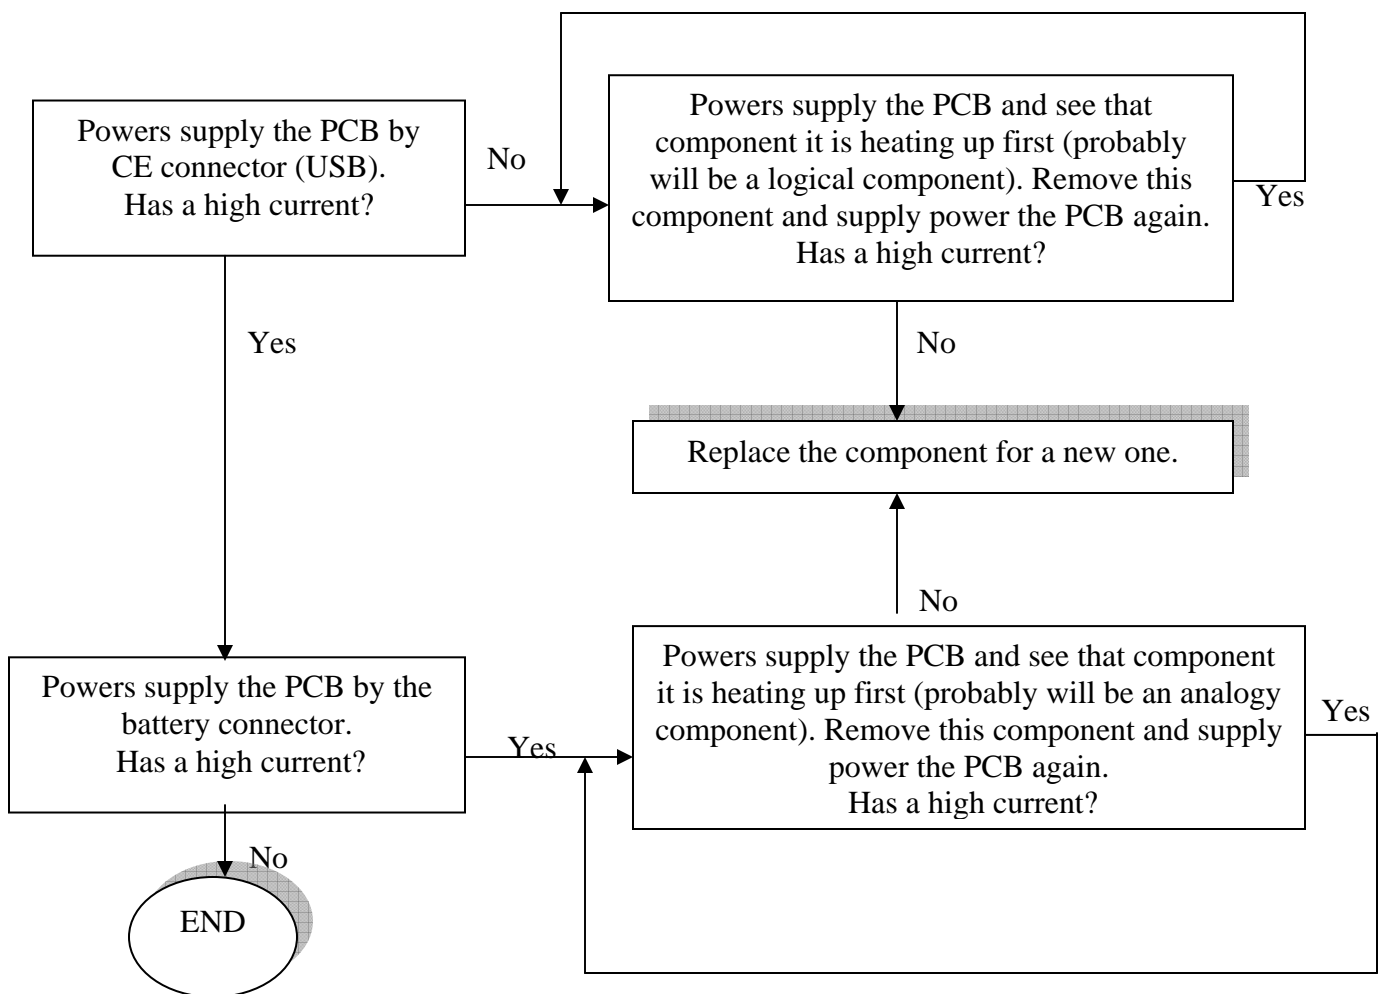 Powers supply the PCB by
CE connector (USB).
Has a high current?
No
Powers supply the PCB and see that
component it is heating up first (probably
will be a logical component). Remove this
component and supply power the PCB again.
Has a high current?
Yes
Yes
No
Replace the component for a new one.
No
Powers supply the PCB by the
battery connector.
Has a high current?
Yes
Powers supply the PCB and see that component
it is heating up first (probably will be an analogy
component). Remove this component and supply
power the PCB again.
Has a high current?
Yes
No
END